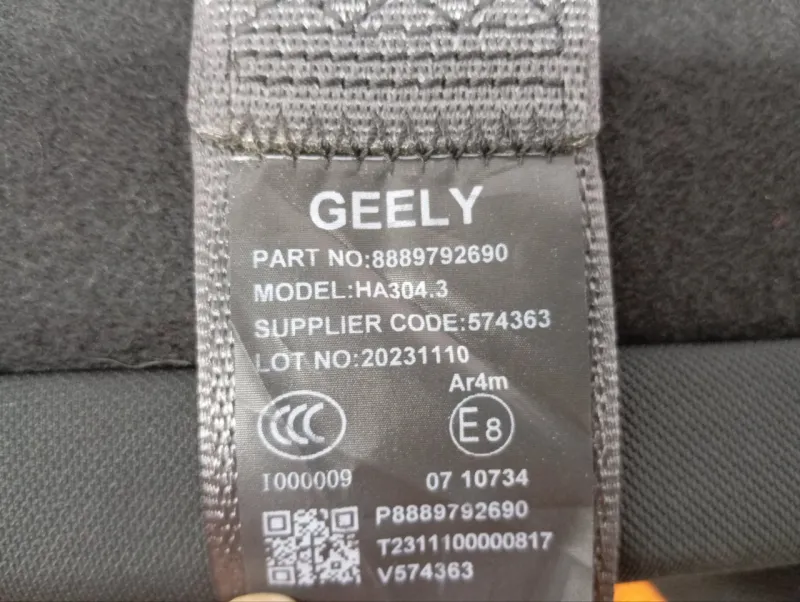 GEELY
PART NO:8889792690
MODEL:HA304.3
SUPPLIER CODE:574363
LOT NO:20231110
Ar4m
CCC E8
I000009 07 10734
P8889792690
T2311100000817
V574363